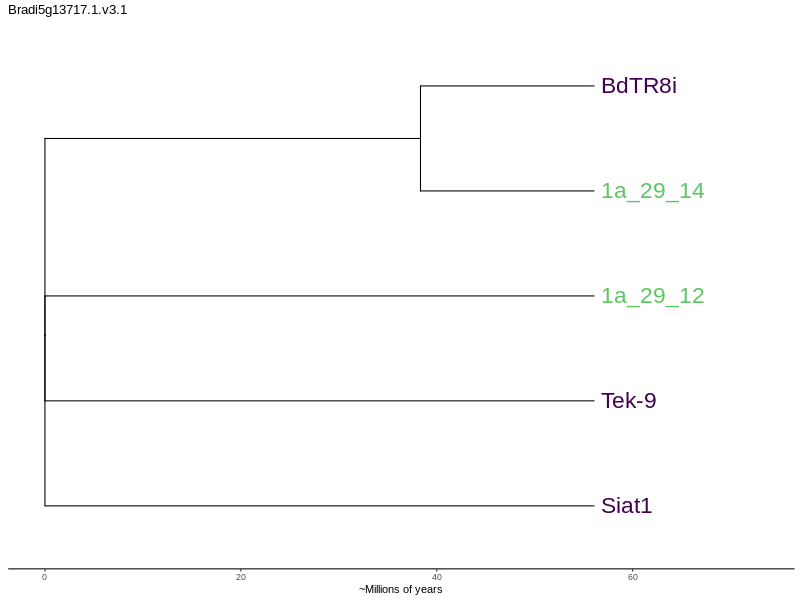 Bradi5g13717.1.v3.1
BdTR8i
1a_29_14
1a_29_12
Tek-9
Siat1
0 20 40 60
~Millions of years